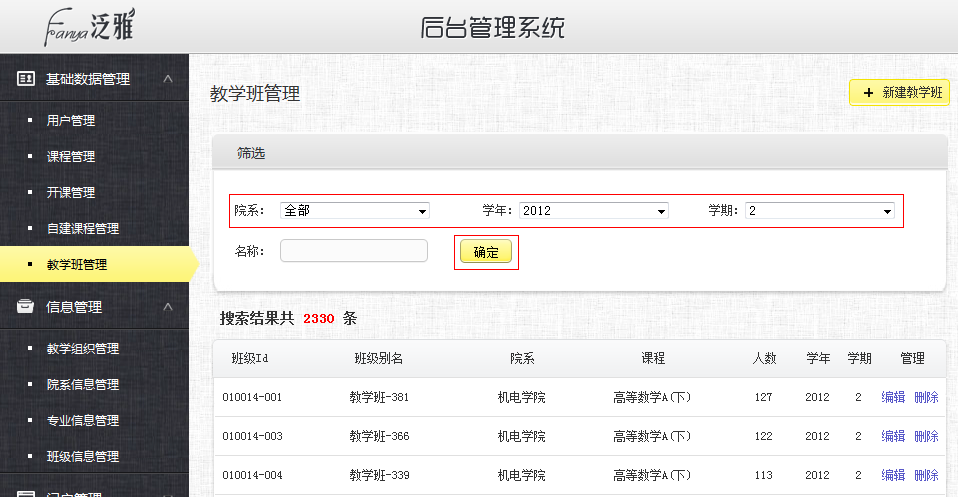 Fanya泛雅
后台管理系统
基础数据管理
用户管理
课程管理
开课管理
自建课程管理
教学班管理
信息管理
教学组织管理
院系信息管理
专业信息管理
班级信息管理
门户管理
教学班管理
+ 新建教学班
筛选
院系: 全部 学年: 2012 学期: 2
名称: 确定
搜索结果共 2330 条
班级Id 班级别名 院系 课程 人数 学年 学期 管理
010014-001 教学班-381 机电学院 高等数学A(下) 127 2012 2 编辑 删除
010014-003 教学班-366 机电学院 高等数学A(下) 122 2012 2 编辑 删除
010014-004 教学班-339 机电学院 高等数学A(下) 113 2012 2 编辑 删除